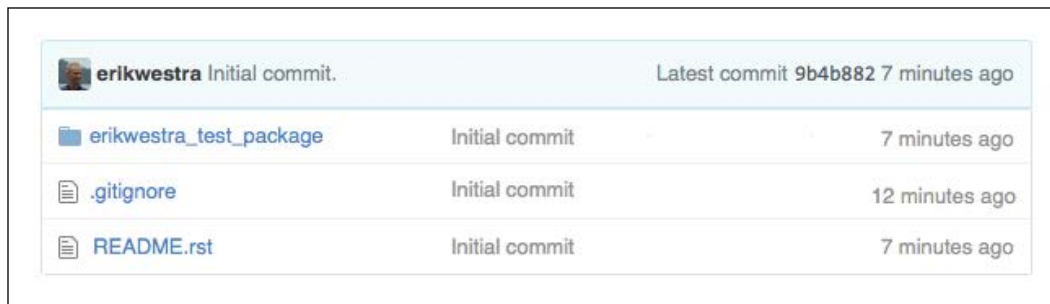 erikwestra Initial commit. Latest commit 9b4b882 7 minutes ago
erikwestra_test_package Initial commit 7 minutes ago
.gitignore Initial commit 12 minutes ago
README.rst Initial commit 7 minutes ago